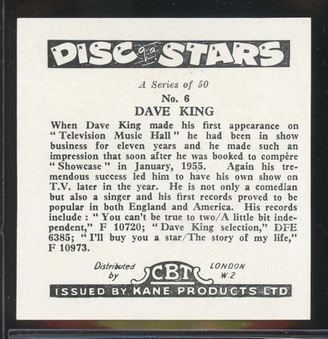 DISC STARS
A Series of 50
No. 6
DAVE KING
When Dave King made his first appearance on
" Television Music Hall " he had been in show
business for eleven years and he made such an
impression that soon after he was booked to compère
" Showcase " in January, 1955. Again his tre-
mendous success led him to have his own show on
T.V. later in the year. He is not only a comedian
but also a singer and his first records proved to be
popular in both England and America. His records
include : " You can't be true to two/A little bit inde-
pendent," F 10720; " Dave King selection," DFE
6385; " I'll buy you a star/The story of my life,"
F 10973.
Distributed by CBT LONDON W.2
ISSUED BY KANE PRODUCTS LTD